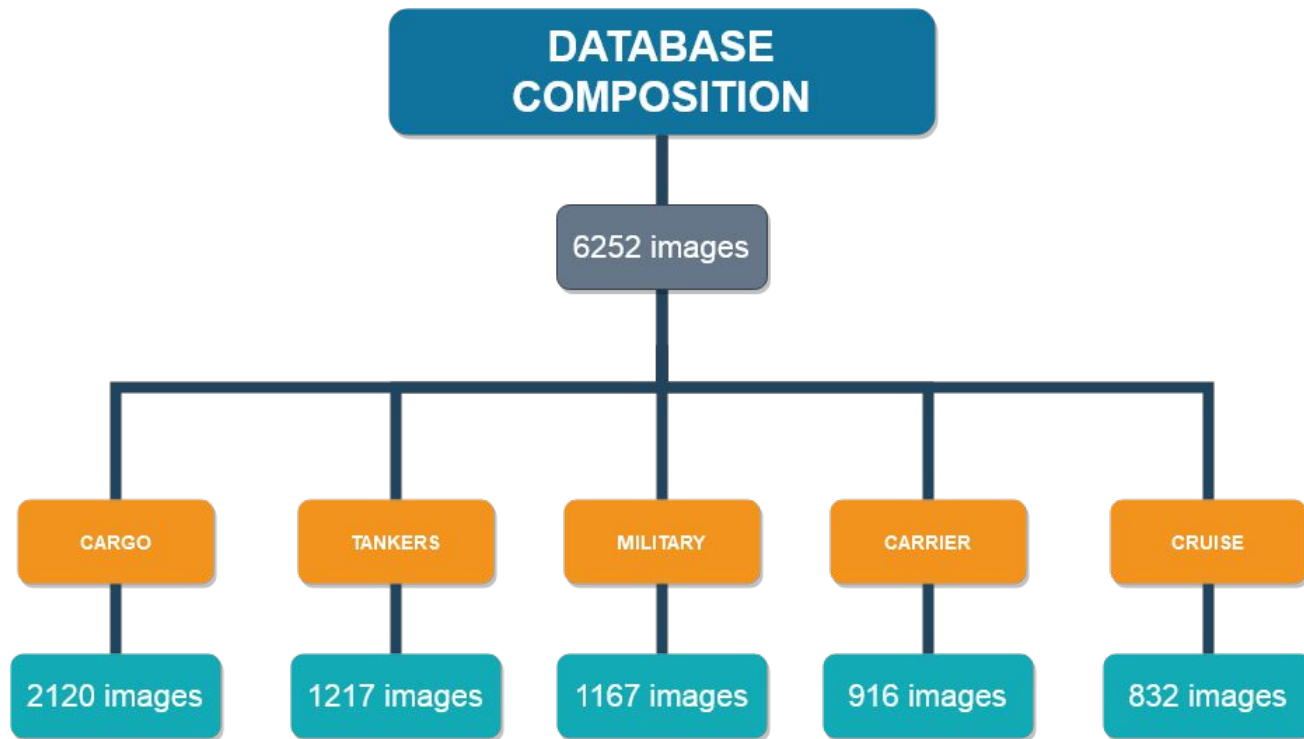 DATABASE
COMPOSITION
6252 images
CARGO
TANKERS
MILITARY
CARRIER
CRUISE
2120 images
1217 images
1167 images
916 images
832 images